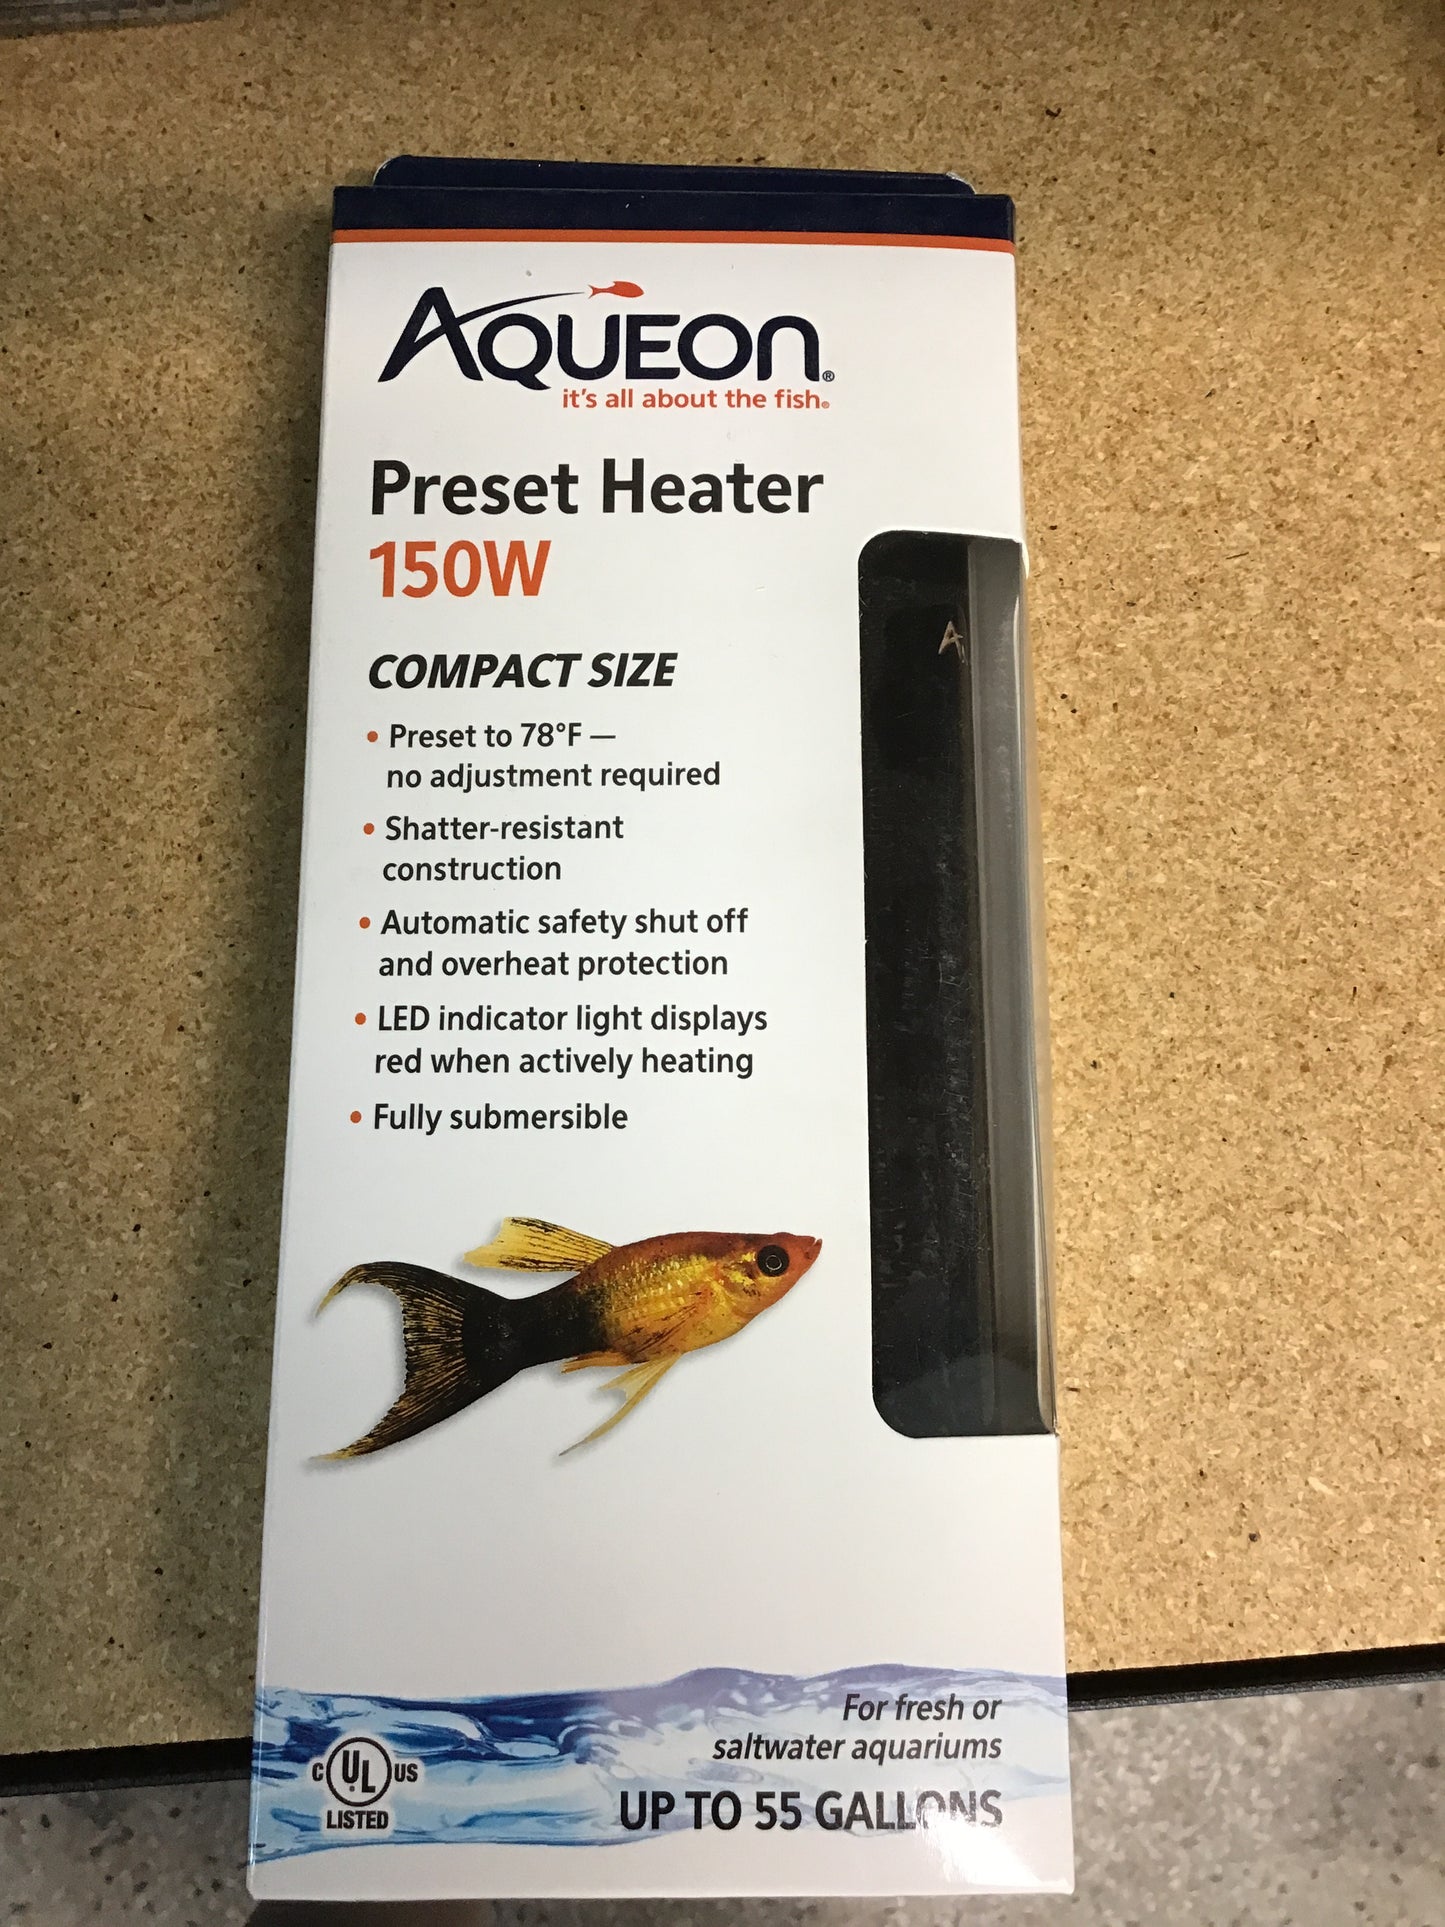 AQUEON®
it's all about the fish®
Preset Heater
150W
COMPACT SIZE
• Preset to 78°F —
no adjustment required
• Shatter-resistant
construction
• Automatic safety shut off
and overheat protection
• LED indicator light displays
red when actively heating
• Fully submersible
A
For fresh or
saltwater aquariums
C UL US
LISTED
UP TO 55 GALLONS